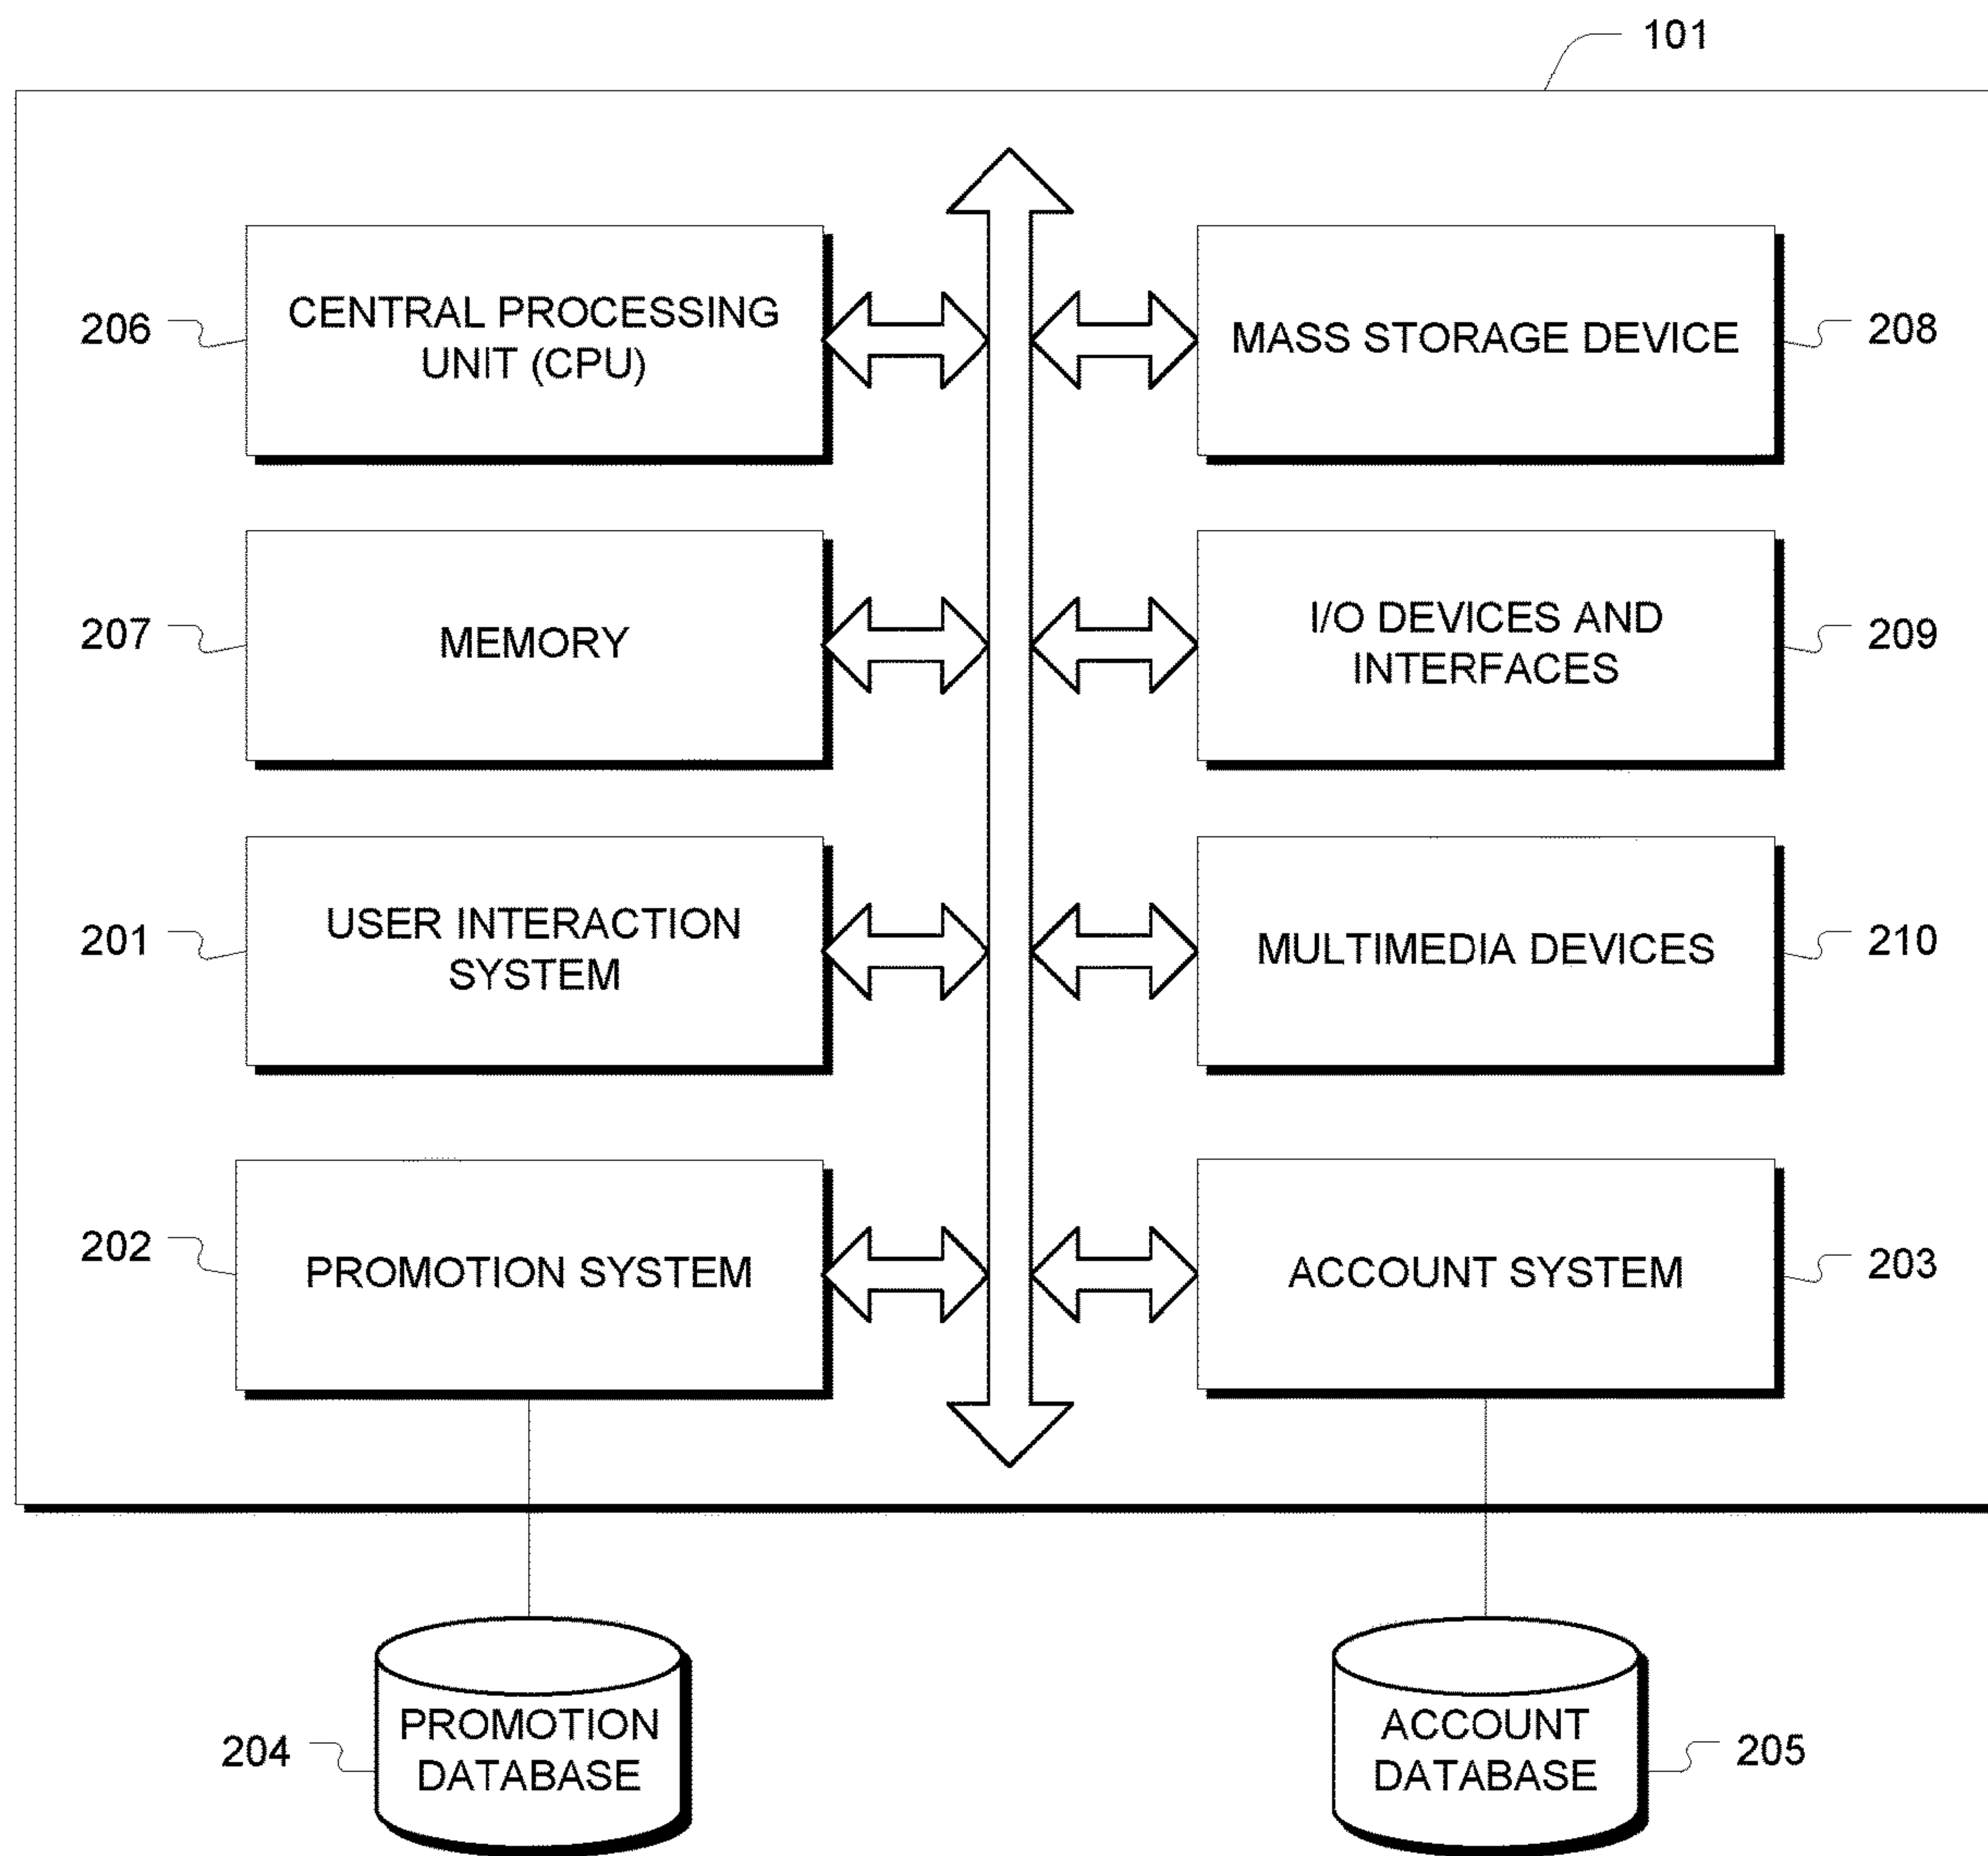 101
206
CENTRAL PROCESSING
UNIT (CPU)
MASS STORAGE DEVICE
208
207
MEMORY
I/O DEVICES AND
INTERFACES
209
201
USER INTERACTION
SYSTEM
MULTIMEDIA DEVICES
210
202
PROMOTION SYSTEM
ACCOUNT SYSTEM
203
204
PROMOTION
DATABASE
ACCOUNT
DATABASE
205